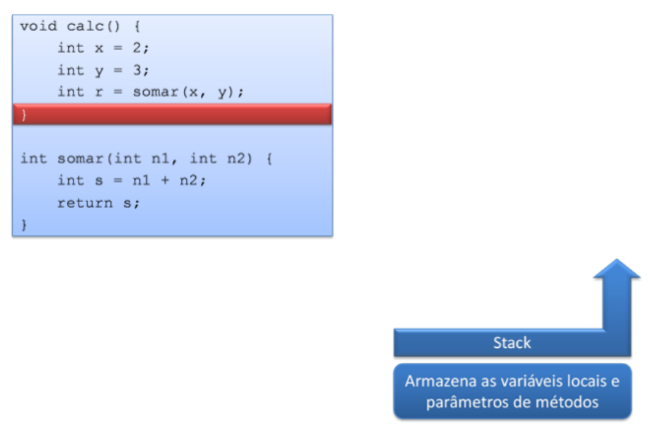 void calc() {
int x = 2;
int y = 3;
int r = somar(x, y);
}
int somar(int n1, int n2) {
int s = n1 + n2;
return s;
}
Stack
Armazena as variáveis locais e
parâmetros de métodos